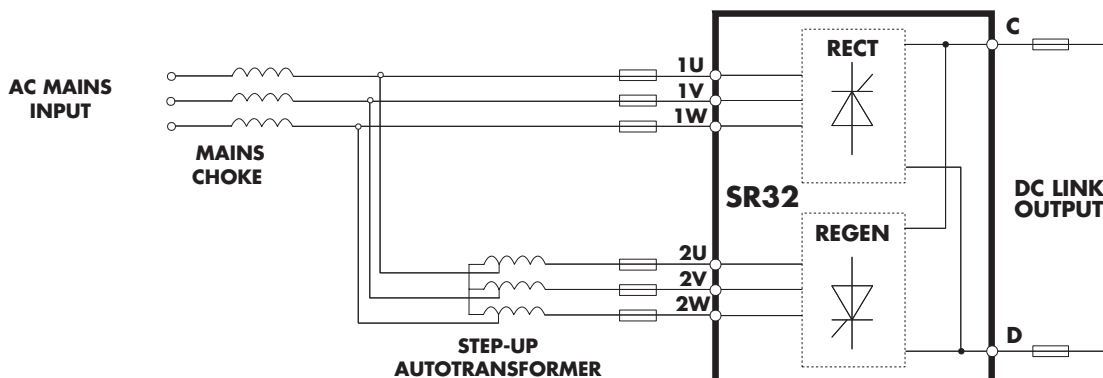 C
RECT
1U
AC MAINS
INPUT
1V
1W
MAINS
CHOKE
SR32
DC LINK
OUTPUT
REGEN
2U
2V
2W
D
STEP-UP
AUTOTRANSFORMER